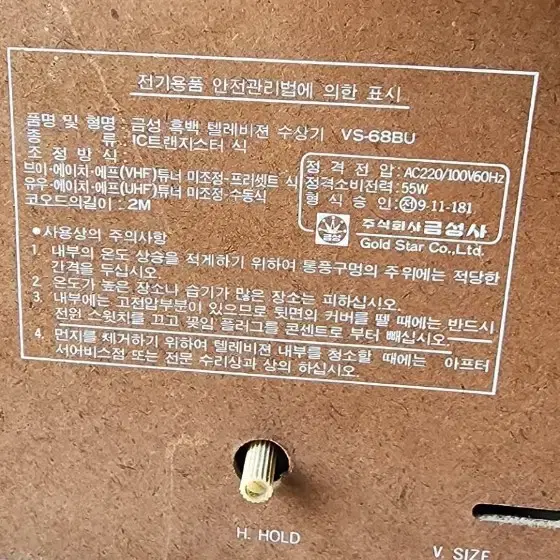 전기용품 안전관리법에 의한 표시
품명 및 형명 : 금성 흑백 텔레비젼 수상기 VS-68BU
종 류 : IC트랜지스터 식
조 정 방 식 :
브이·에이치·에프(VHF)튜너 미조정-프리셋트 식
유우·에이치·에프(UHF)튜너 미조정-수동식
코오드의길이 : 2M
정 격 전 압 : AC220/100V60Hz
정격소비전력 : 55W
형 식 승 인 : 전9-11-181
금성 주식회사 금성사
Gold Star Co., Ltd.
●사용상의 주의사항
1. 내부의 온도 상승을 적게하기 위하여 통풍구멍의 주위에는 적당한
간격을 두십시오.
2. 온도가 높은 장소나 습기가 많은 장소는 피하십시오.
3. 내부에는 고전압부분이 있으므로 뒷면의 커버를 뗄 때에는 반드시
전원 스윗치를 끄고 꽂임 플러그를 콘센트로 부터 빼십시오.
4. 먼지를 제거하기 위하여 텔레비젼 내부를 청소할 때에는 아프터
서어비스점 또는 전문 수리상과 상의 하십시오.
H. HOLD
V. SIZE